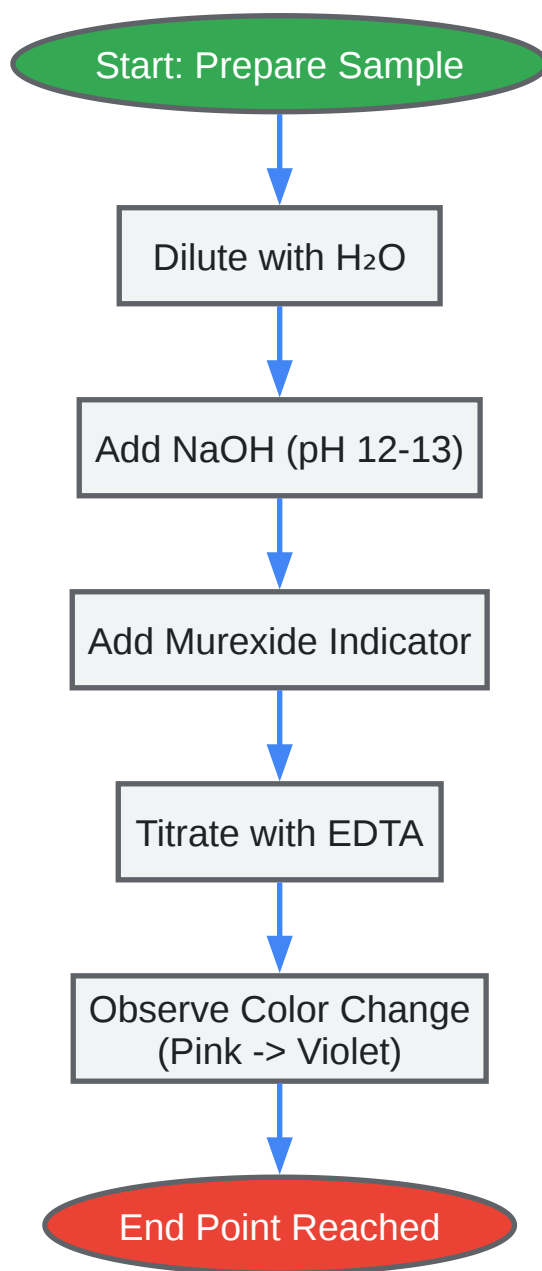 Start: Prepare Sample
Dilute with H₂O
Add NaOH (pH 12-13)
Add Murexide Indicator
Titrate with EDTA
Observe Color Change
(Pink -> Violet)
End Point Reached